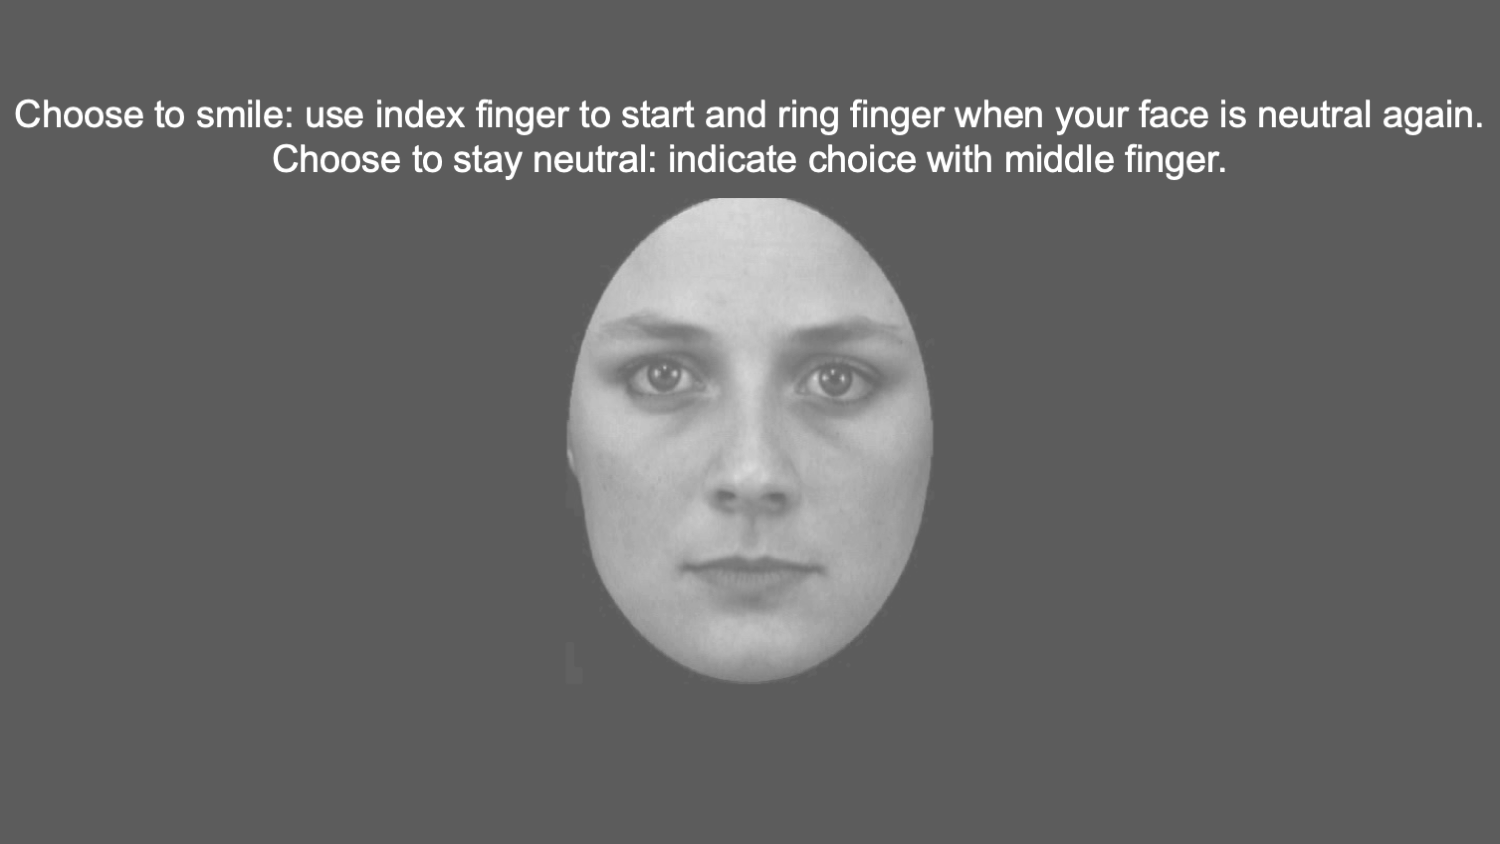 Choose to smile: use index finger to start and ring finger when your face is neutral again.
Choose to stay neutral: indicate choice with middle finger.